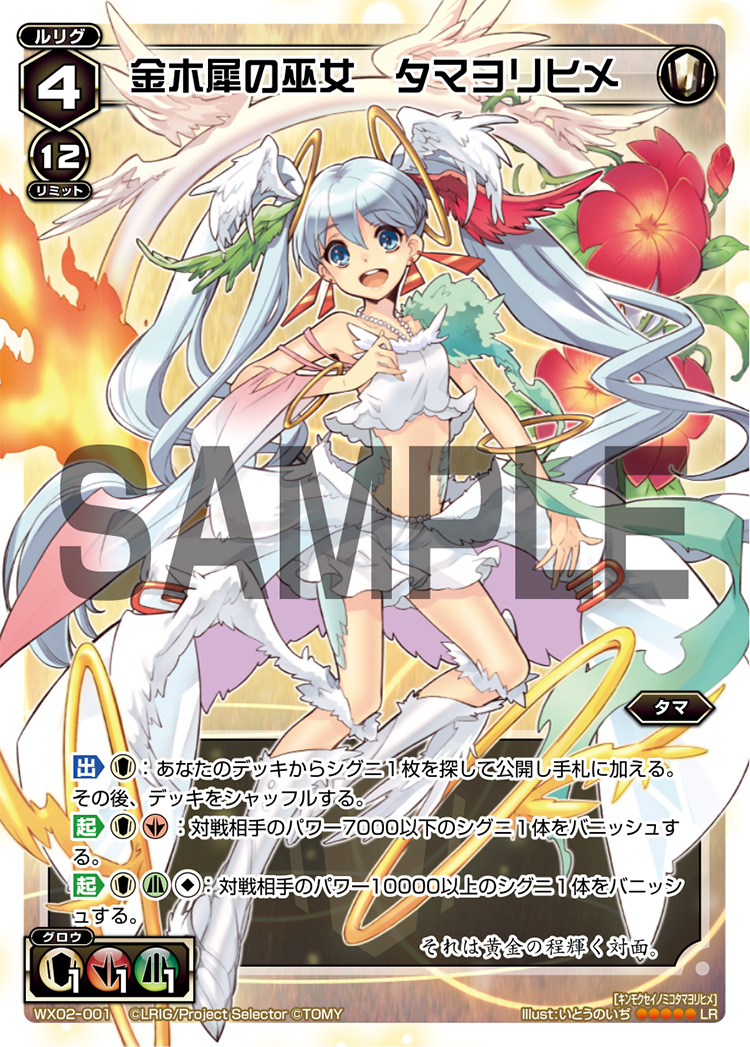 ルリグ
4
金木犀の巫女　タマヨリヒメ
12
リミット
SAMPLE
タマ
出 : あなたのデッキからシグニ１枚を探して公開し手札に加える。
その後、デッキをシャッフルする。
起 : 対戦相手のパワー7000以下のシグニ１体をバニッシュす
る。
起 : 対戦相手のパワー10000以上のシグニ１体をバニッシ
ュする。
それは黄金の程輝く対面。
グロウ
1 1 1
[キンモクセイノミコタマヨリヒメ]
WX02-001 ©LRIG/Project Selector ©TOMY Illust:いとうのいぢ LR